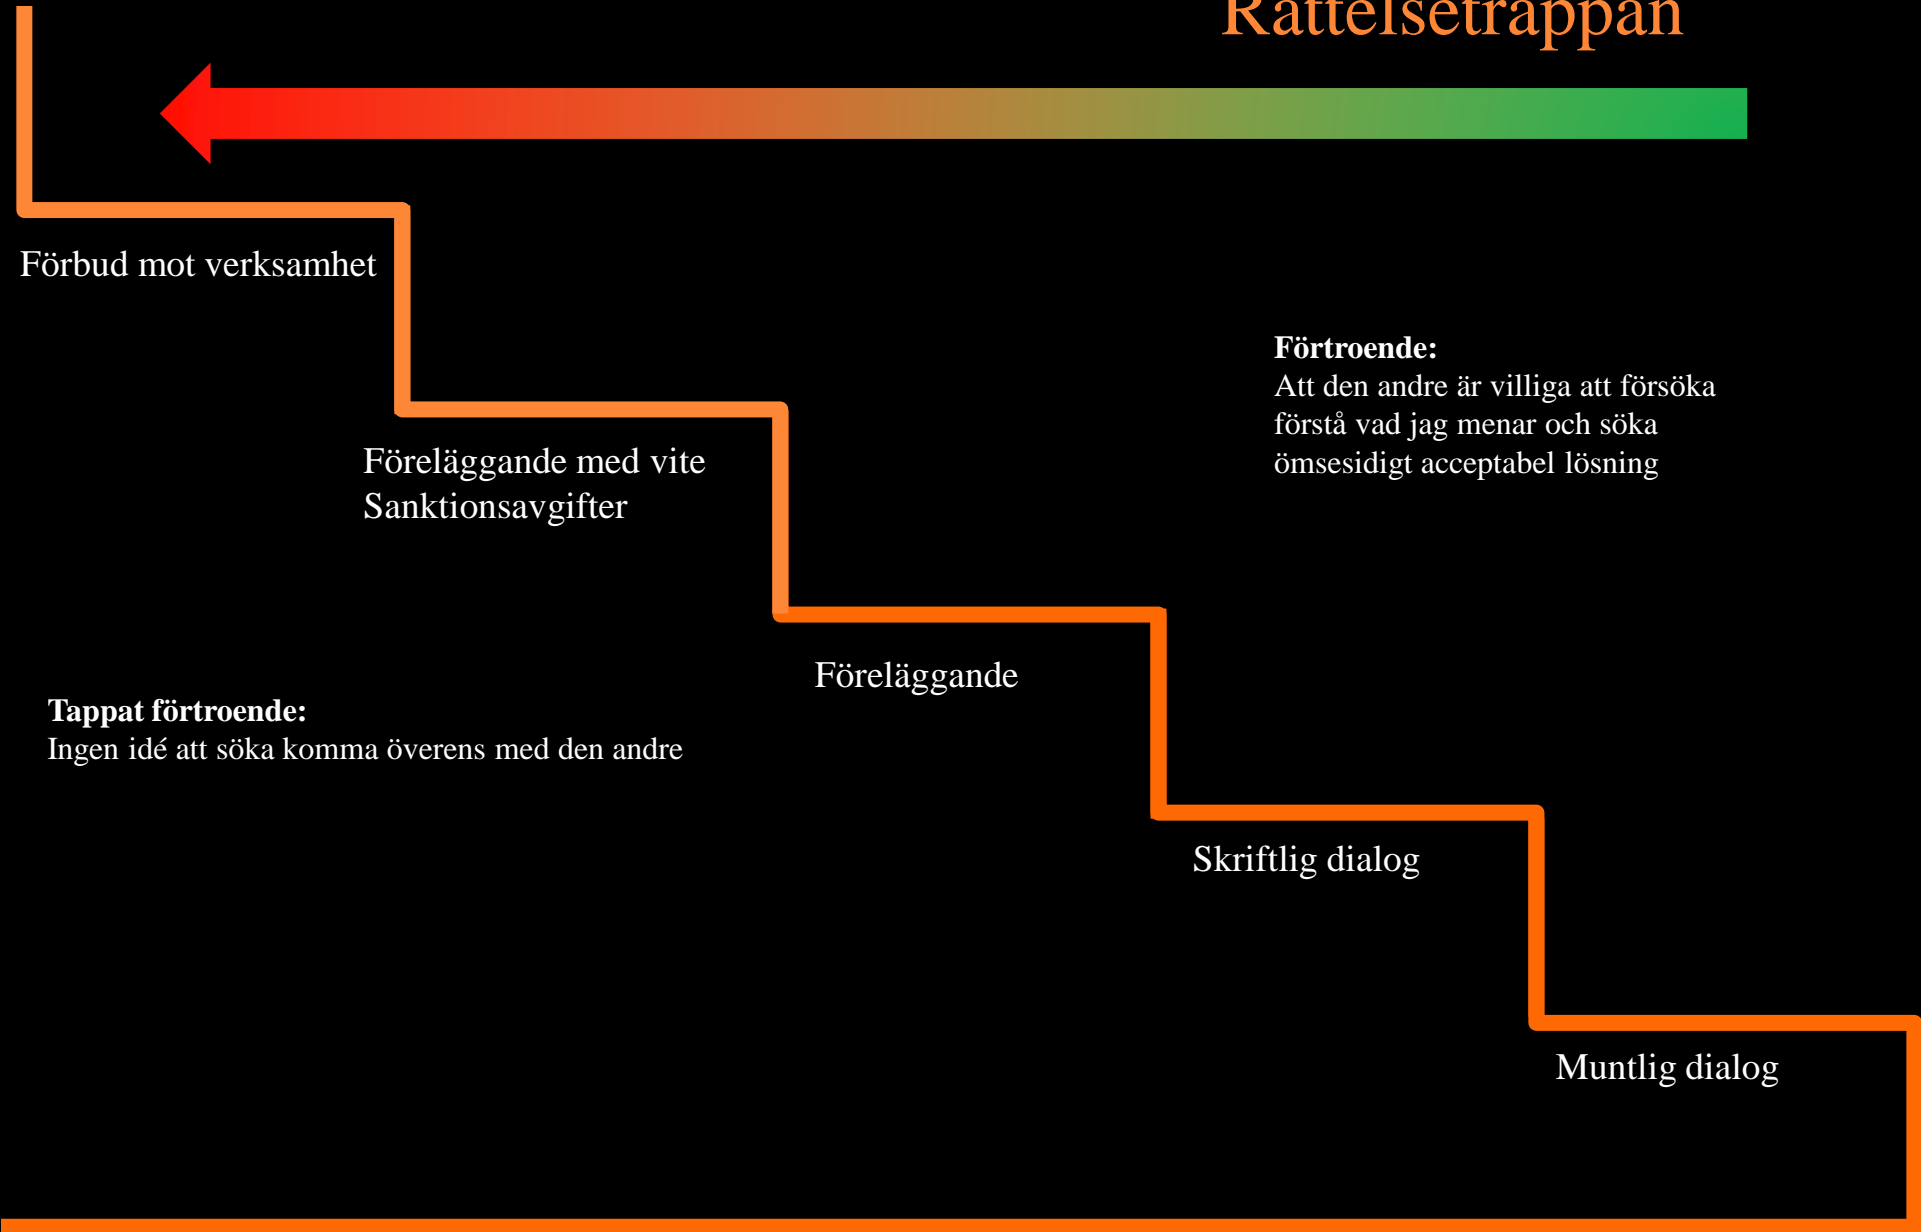 Rättelsetrappan
Förbud mot verksamhet
Förtroende:
Att den andre är villiga att försöka
förstå vad jag menar och söka
ömsesidigt acceptabel lösning
Föreläggande med vite
Sanktionsavgifter
Föreläggande
Tappat förtroende:
Ingen idé att söka komma överens med den andre
Skriftlig dialog
Muntlig dialog